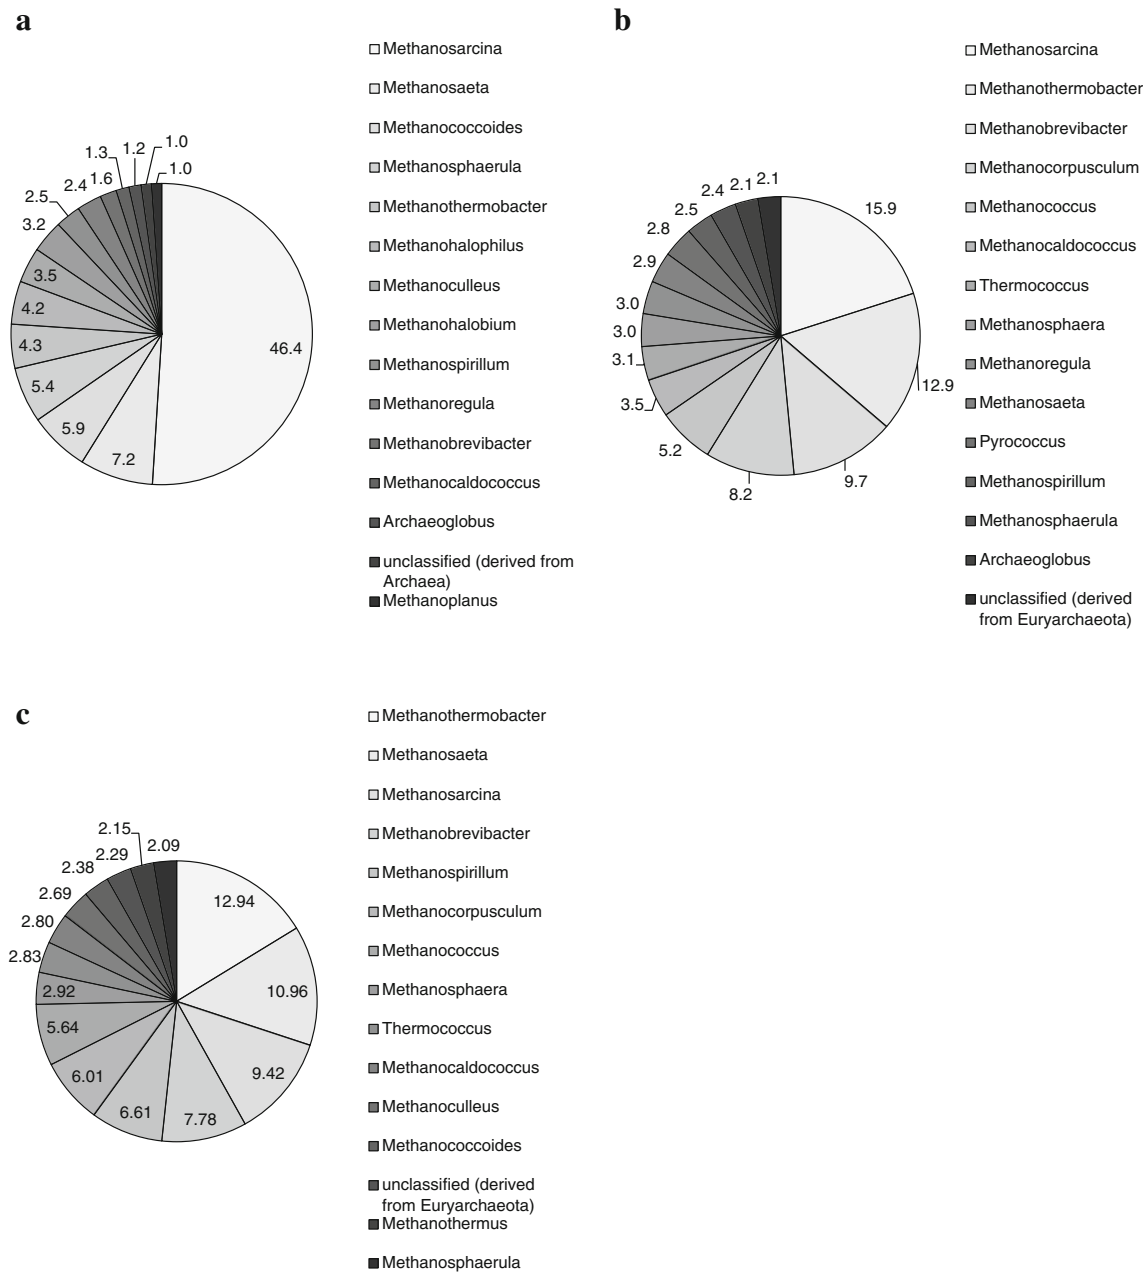 a
Methanosarcina
Methanosaeta
Methanococcoides
Methanosphaerula
Methanothermobacter
Methanohalophilus
Methanoculleus
Methanohalobium
Methanospirillum
Methanoregula
Methanobrevibacter
Methanocaldococcus
Archaeoglobus
unclassified (derived from
Archaea)
Methanoplanus
46.4
7.2
5.9
5.4
4.3
4.2
3.5
3.2
2.5
2.4
1.6
1.3
1.2
1.0
1.0
b
Methanosarcina
Methanothermobacter
Methanobrevibacter
Methanocorpusculum
Methanococcus
Methanocaldococcus
Thermococcus
Methanosphaera
Methanoregula
Methanosaeta
Pyrococcus
Methanospirillum
Methanosphaerula
Archaeoglobus
unclassified (derived
from Euryarchaeota)
15.9
12.9
9.7
8.2
5.2
3.5
3.1
3.0
3.0
2.9
2.8
2.5
2.4
2.1
2.1
c
Methanothermobacter
Methanosaeta
Methanosarcina
Methanobrevibacter
Methanospirillum
Methanocorpusculum
Methanococcus
Methanosphaera
Thermococcus
Methanocaldococcus
Methanoculleus
Methanococcoides
unclassified (derived
from Euryarchaeota)
Methanothermus
Methanosphaerula
12.94
10.96
9.42
7.78
6.61
6.01
5.64
2.92
2.83
2.80
2.69
2.38
2.29
2.15
2.09